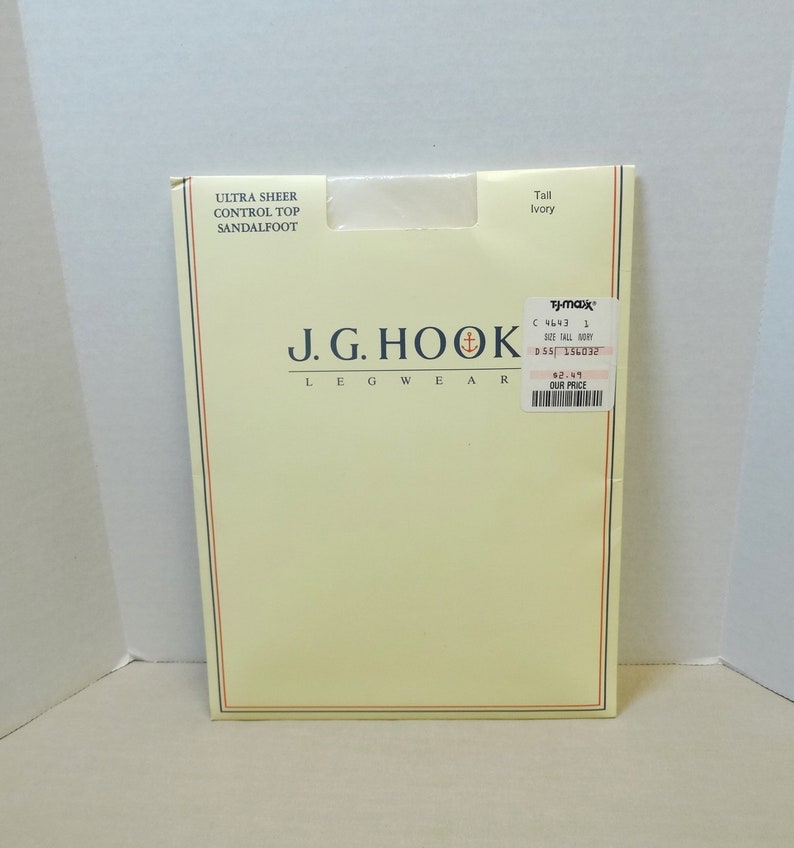 ULTRA SHEER
CONTROL TOP
SANDALFOOT
Tall
Ivory
J.G. HOOK
LEGWEAR
T·J·maxx®
C 4643 1
SIZE TALL IVORY
D 55 156032
$2.49
OUR PRICE